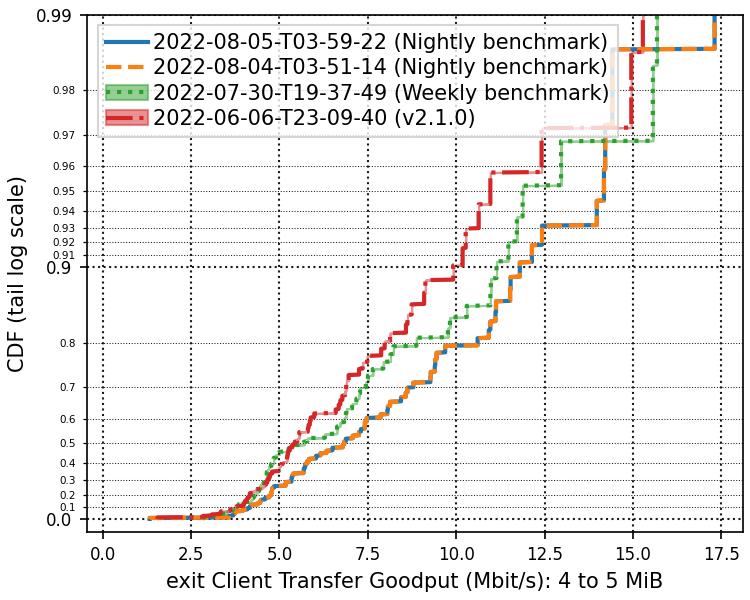 0.99
2022-08-05-T03-59-22 (Nightly benchmark)
2022-08-04-T03-51-14 (Nightly benchmark)
2022-07-30-T19-37-49 (Weekly benchmark)
2022-06-06-T23-09-40 (v2.1.0)
0.98
0.97
0.96
0.95
0.94
0.93
0.92
0.91
0.9
0.8
0.7
0.6
0.5
0.4
0.3
0.2
0.1
0.0
CDF (tail log scale)
0.0 2.5 5.0 7.5 10.0 12.5 15.0 17.5
exit Client Transfer Goodput (Mbit/s): 4 to 5 MiB